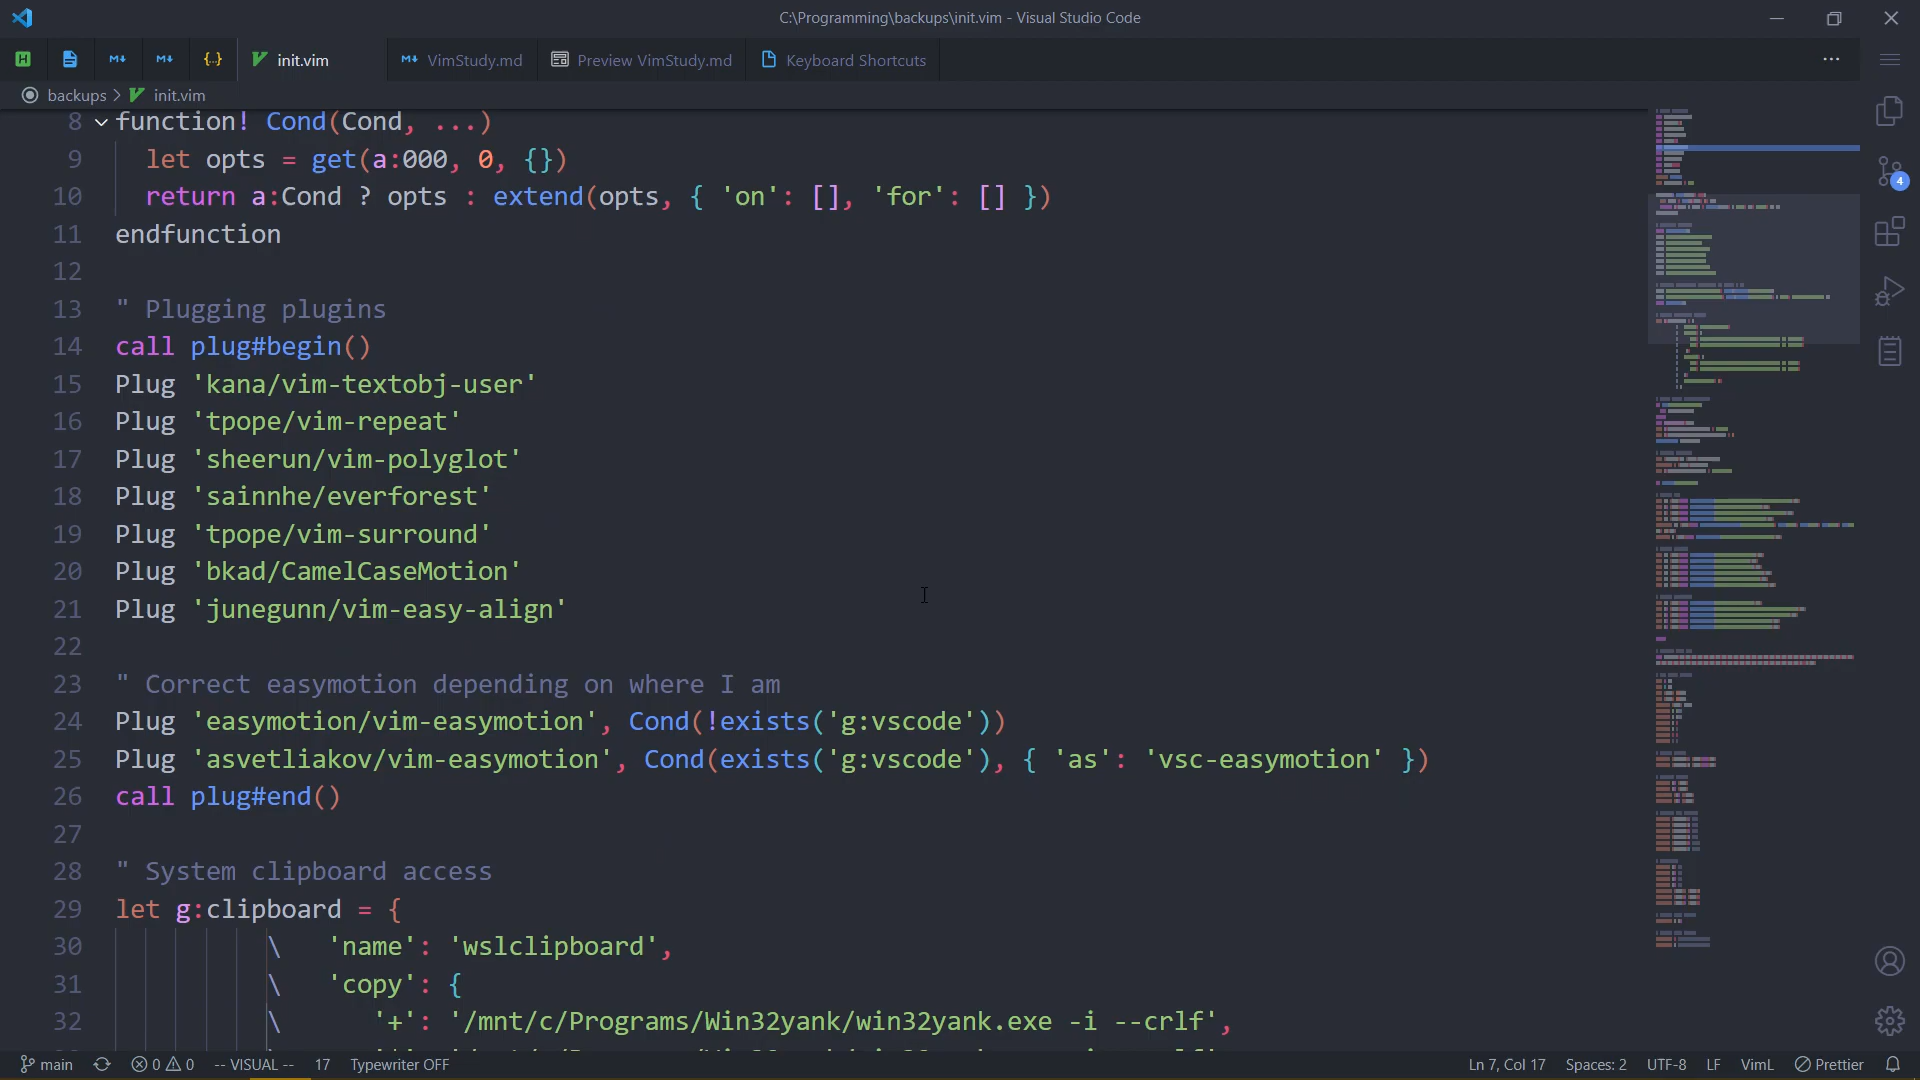 C:\Programming\backups\init.vim - Visual Studio Code
init.vim
VimStudy.md
Preview VimStudy.md
Keyboard Shortcuts
backups > init.vim
8 function! Cond(Cond, ...)
9 let opts = get(a:000, 0, {})
10 return a:Cond ? opts : extend(opts, { 'on': [], 'for': [] })
11 endfunction
12
13 " Plugging plugins
14 call plug#begin()
15 Plug 'kana/vim-textobj-user'
16 Plug 'tpope/vim-repeat'
17 Plug 'sheerun/vim-polyglot'
18 Plug 'sainnhe/everforest'
19 Plug 'tpope/vim-surround'
20 Plug 'bkad/CamelCaseMotion'
21 Plug 'junegunn/vim-easy-align'
22
23 " Correct easymotion depending on where I am
24 Plug 'easymotion/vim-easymotion', Cond(!exists('g:vscode'))
25 Plug 'asvetliakov/vim-easymotion', Cond(exists('g:vscode'), { 'as': 'vsc-easymotion' })
26 call plug#end()
27
28 " System clipboard access
29 let g:clipboard = {
30 \ 'name': 'wslclipboard',
31 \ 'copy': {
32 \ '+': '/mnt/c/Programs/Win32yank/win32yank.exe -i --crlf',
4
main 0 0 -- VISUAL -- 17 Typewriter OFF Ln 7, Col 17 Spaces: 2 UTF-8 LF VimL Prettier